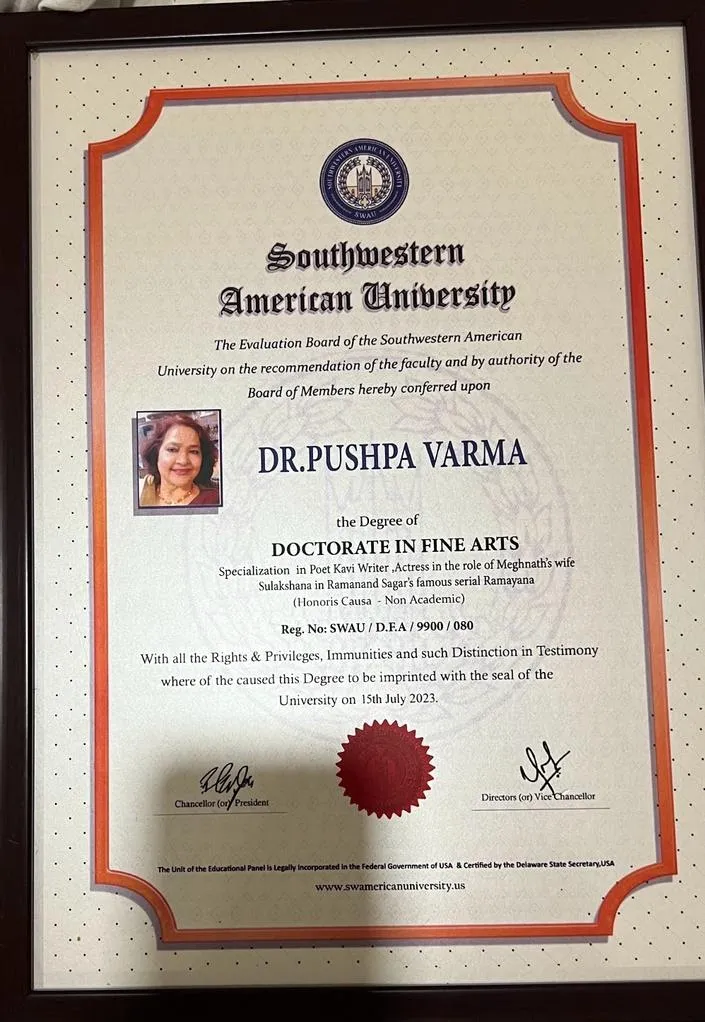 SOUTHWESTERN AMERICAN UNIVERSITY
SWAU
Southwestern
American University
The Evaluation Board of the Southwestern American
University on the recommendation of the faculty and by authority of the
Board of Members hereby conferred upon
DR.PUSHPA VARMA
the Degree of
DOCTORATE IN FINE ARTS
Specialization in Poet Kavi Writer ,Actress in the role of Meghnath's wife
Sulakshana in Ramanand Sagar's famous serial Ramayana
(Honoris Causa - Non Academic)
Reg. No: SWAU / D.F.A / 9900 / 080
With all the Rights & Privileges, Immunities and such Distinction in Testimony
where of the caused this Degree to be imprinted with the seal of the
University on 15th July 2023.
Chancellor (or) President
Directors (or) Vice Chancellor
The Unit of the Educational Panel is Legally Incorporated in the Federal Government of USA & Certified by the Delaware State Secretary,USA
www.swamericanuniversity.us